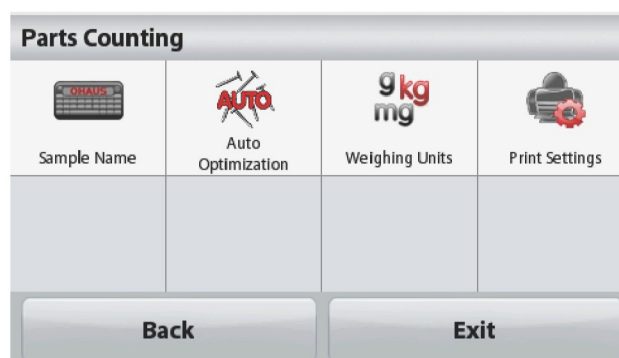 Parts Counting
OHAUS
Sample Name
AUTO
Auto
Optimization
g kg
mg
Weighing Units
Print Settings
Back
Exit